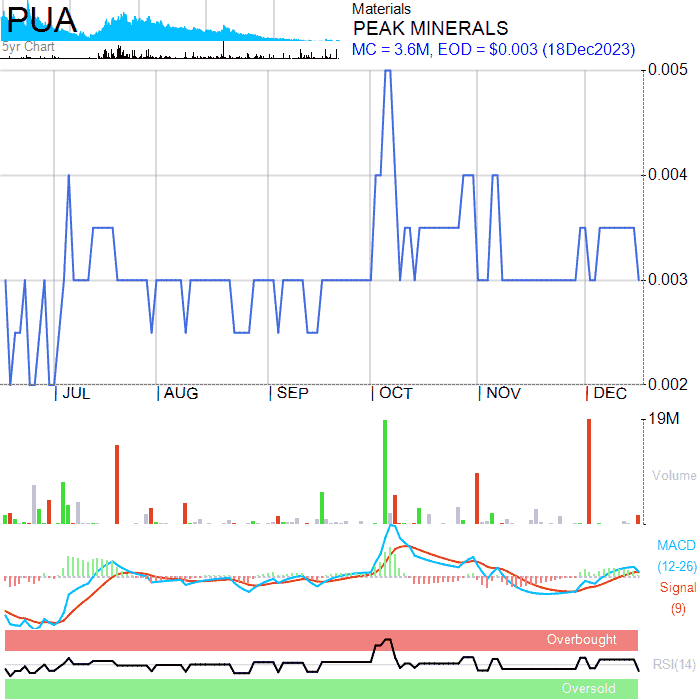 PUA
5yr Chart
Materials
PEAK MINERALS
MC = 3.6M, EOD = $0.003 (18Dec2023)
0.005
0.004
0.003
0.002
JUL AUG SEP OCT NOV DEC
19M
Volume
MACD
(12-26)
Signal
(9)
Overbought
RSI(14)
Oversold